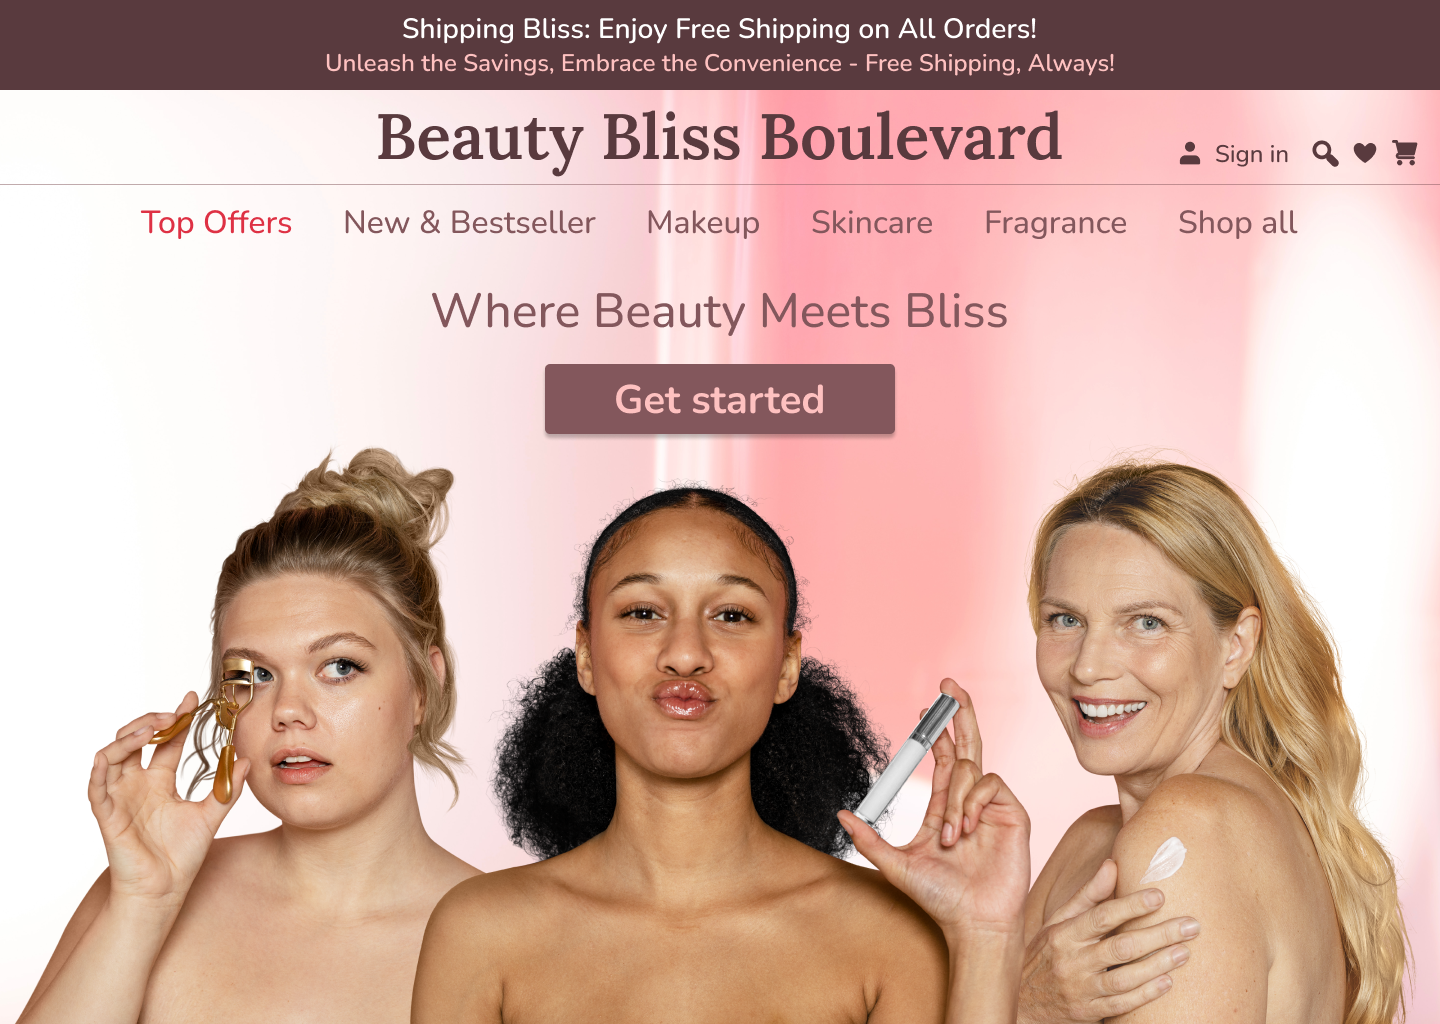 Shipping Bliss: Enjoy Free Shipping on All Orders!
Unleash the Savings, Embrace the Convenience - Free Shipping, Always!
Beauty Bliss Boulevard
Sign in
Top Offers New & Bestseller Makeup Skincare Fragrance Shop all
Where Beauty Meets Bliss
Get started